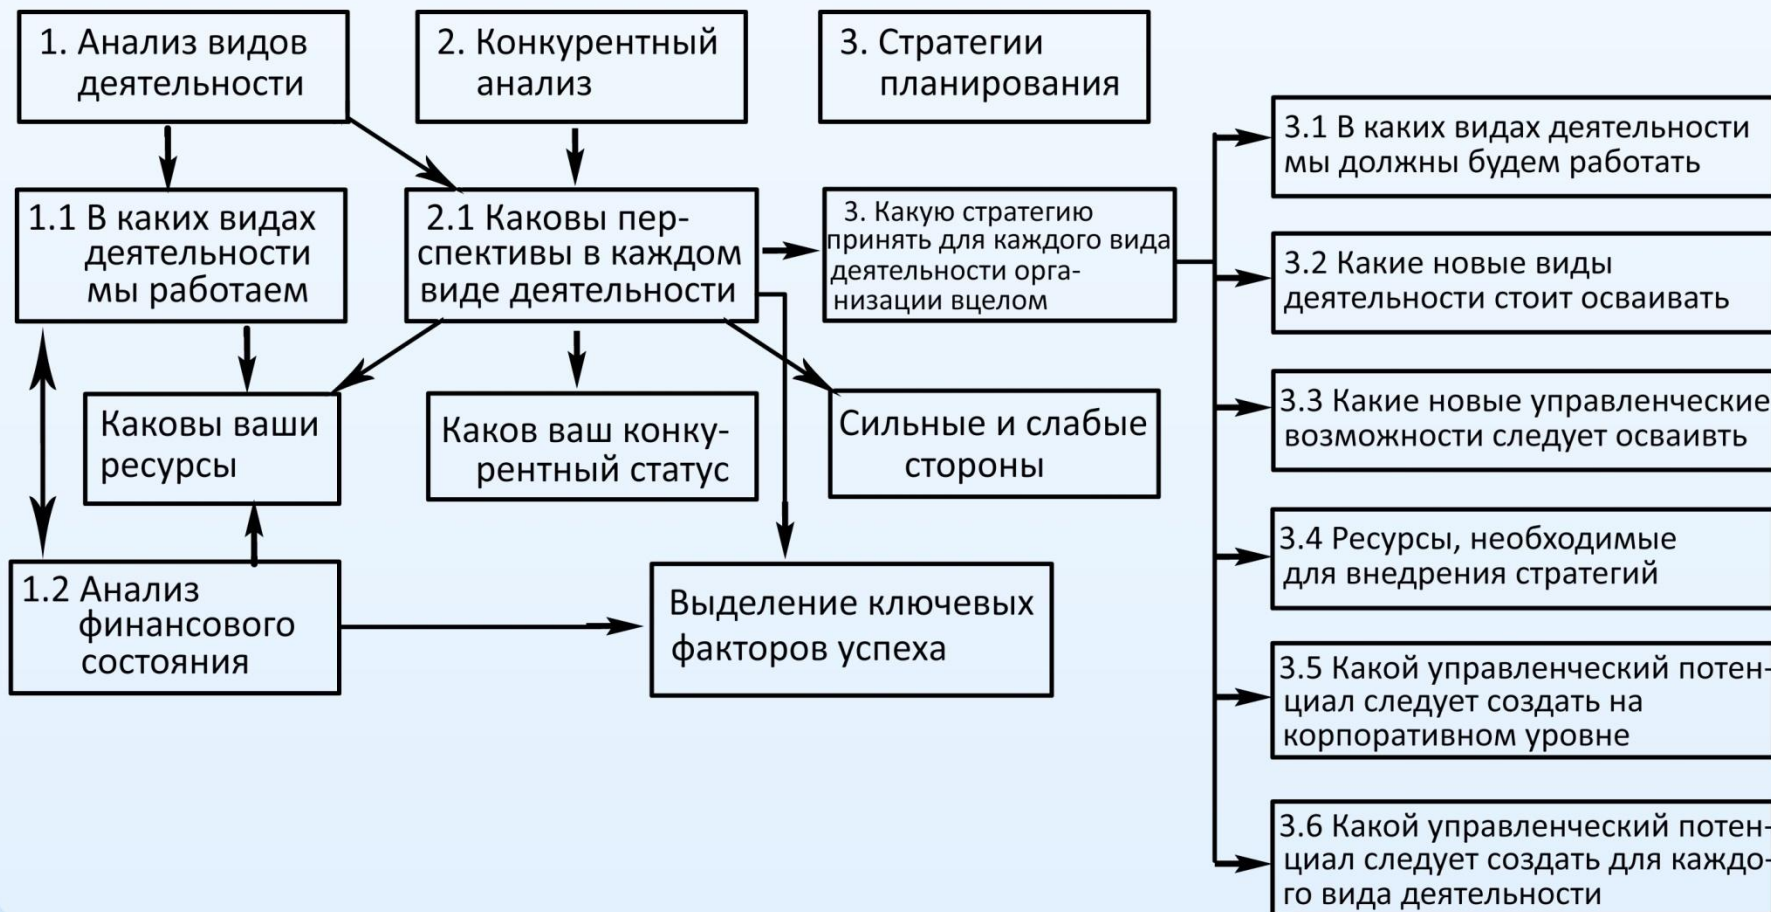 1. Анализ видов
деятельности
2. Конкурентный
анализ
3. Стратегии
планирования
1.1 В каких видах
деятельности
мы работаем
2.1 Каковы пер-
спективы в каждом
виде деятельности
3. Какую стратегию
принять для каждого вида
деятельности орга-
низации вцелом
Каковы ваши
ресурсы
Каков ваш конку-
рентный статус
Сильные и слабые
стороны
1.2 Анализ
финансового
состояния
Выделение ключевых
факторов успеха
3.1 В каких видах деятельности
мы должны будем работать
3.2 Какие новые виды
деятельности стоит осваивать
3.3 Какие новые управленческие
возможности следует осваивть
3.4 Ресурсы, необходимые
для внедрения стратегий
3.5 Какой управленческий потен-
циал следует создать на
корпоративном уровне
3.6 Какой управленческий потен-
циал следует создать для каждо-
го вида деятельности